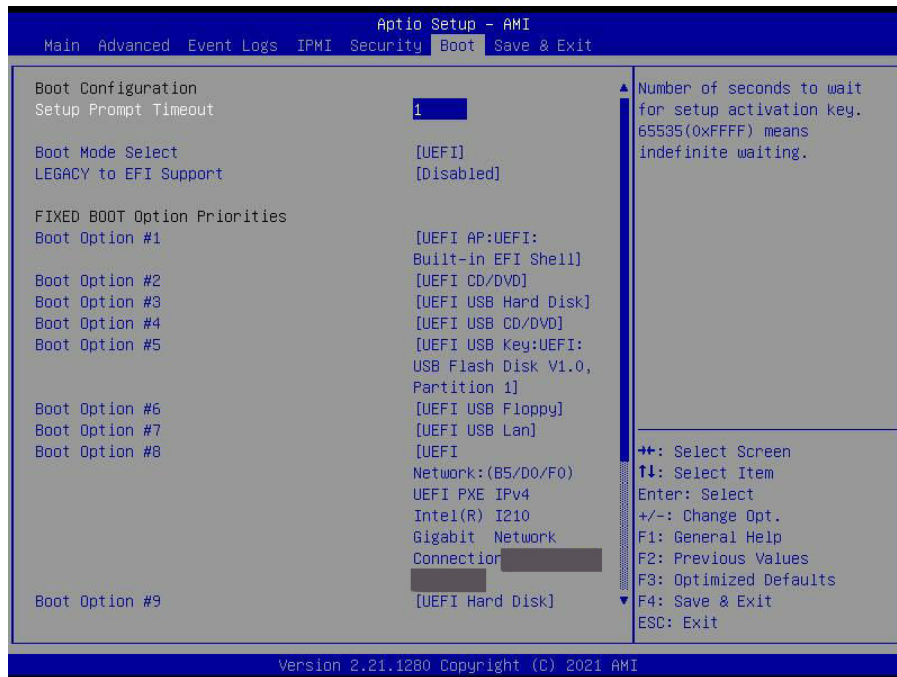 Aptio Setup - AMI
Main Advanced Event Logs IPMI Security Boot Save & Exit
Boot Configuration
Setup Prompt Timeout 1
Boot Mode Select [UEFI]
LEGACY to EFI Support [Disabled]
FIXED BOOT Option Priorities
Boot Option #1 [UEFI AP:UEFI:
Built-in EFI Shell]
Boot Option #2 [UEFI CD/DVD]
Boot Option #3 [UEFI USB Hard Disk]
Boot Option #4 [UEFI USB CD/DVD]
Boot Option #5 [UEFI USB Key:UEFI:
USB Flash Disk V1.0,
Partition 1]
Boot Option #6 [UEFI USB Floppy]
Boot Option #7 [UEFI USB Lan]
Boot Option #8 [UEFI
Network:(B5/D0/F0)
UEFI PXE IPv4
Intel(R) I210
Gigabit Network
Connection
Boot Option #9 [UEFI Hard Disk]
Number of seconds to wait
for setup activation key.
65535(0xFFFF) means
indefinite waiting.
→←: Select Screen
↑↓: Select Item
Enter: Select
+/-: Change Opt.
F1: General Help
F2: Previous Values
F3: Optimized Defaults
F4: Save & Exit
ESC: Exit
Version 2.21.1280 Copyright (C) 2021 AMI